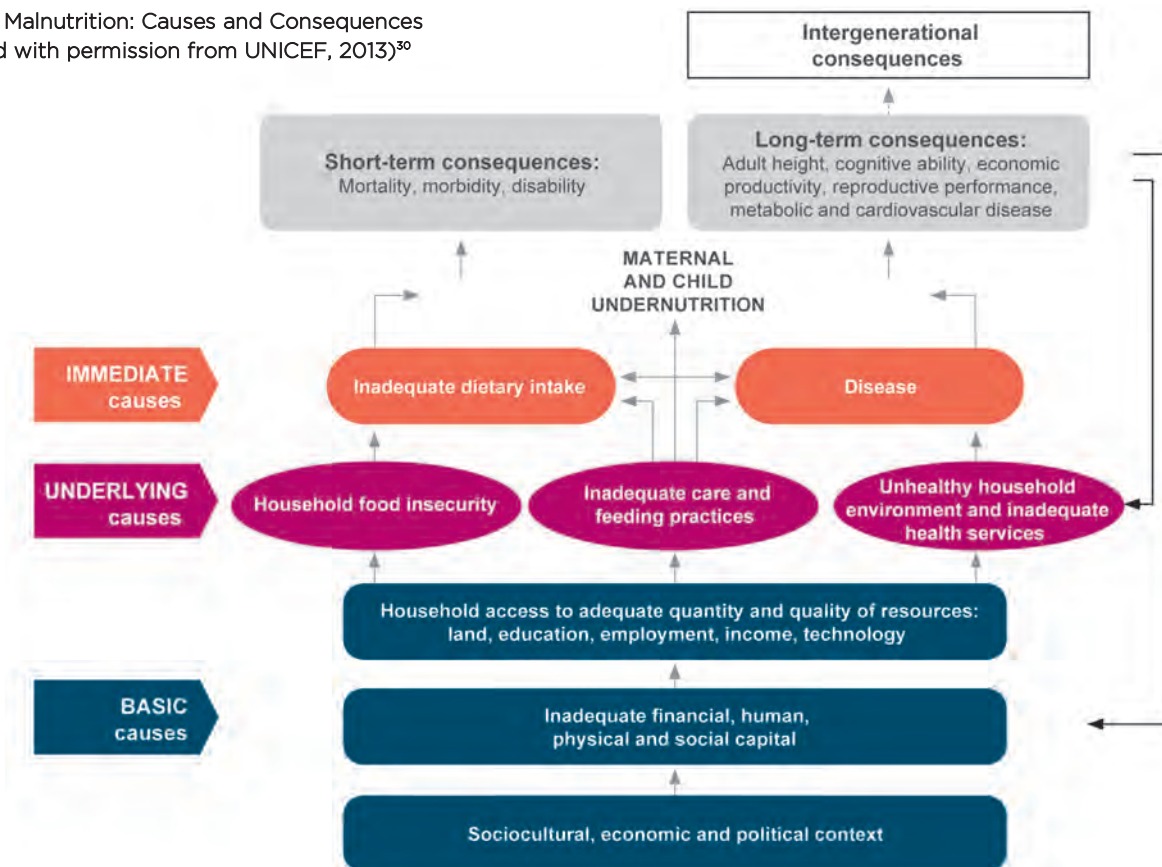 Malnutrition: Causes and Consequences
d with permission from UNICEF, 2013)³⁰
Intergenerational
consequences
Short-term consequences:
Mortality, morbidity, disability
Long-term consequences:
Adult height, cognitive ability, economic
productivity, reproductive performance,
metabolic and cardiovascular disease
MATERNAL
AND CHILD
UNDERNUTRITION
IMMEDIATE
causes
Inadequate dietary intake
Disease
UNDERLYING
causes
Household food insecurity
Inadequate care and
feeding practices
Unhealthy household
environment and inadequate
health services
Household access to adequate quantity and quality of resources:
land, education, employment, income, technology
BASIC
causes
Inadequate financial, human,
physical and social capital
Sociocultural, economic and political context